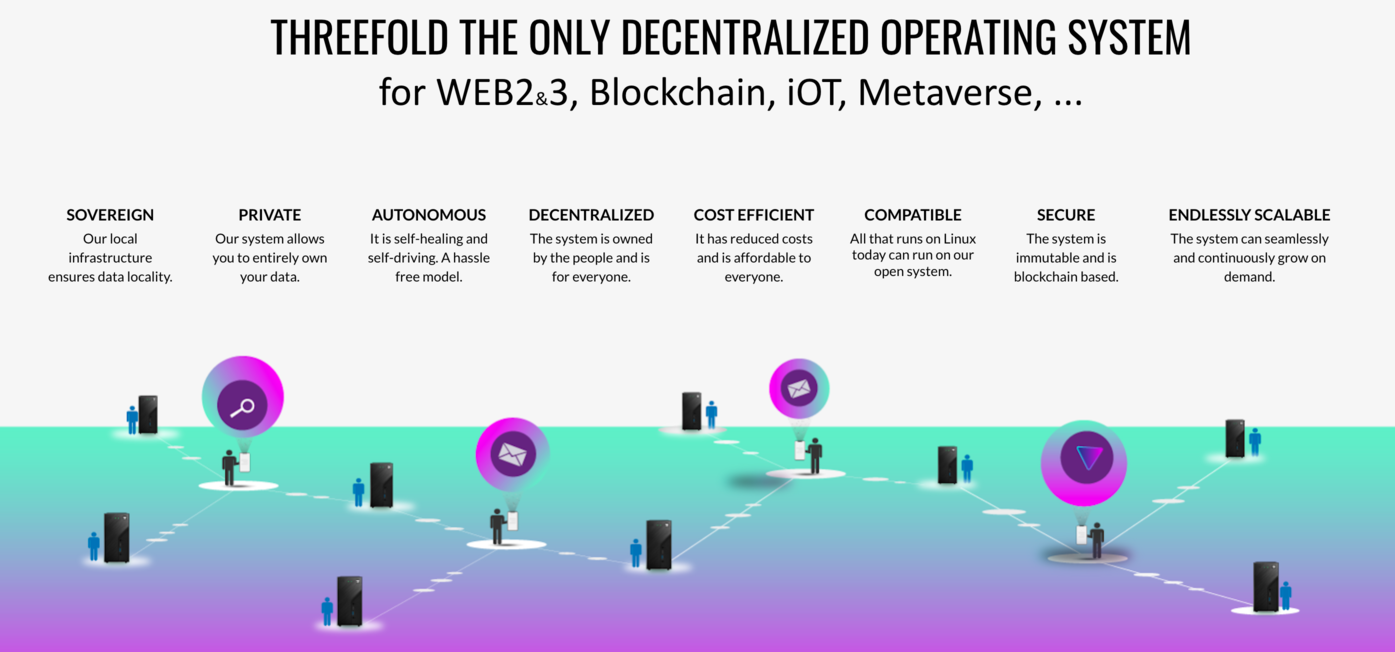 THREEFOLD THE ONLY DECENTRALIZED OPERATING SYSTEM
for WEB2&3, Blockchain, iOT, Metaverse, ...
SOVEREIGN
Our local
infrastructure
ensures data locality.
PRIVATE
Our system allows
you to entirely own
your data.
AUTONOMOUS
It is self-healing and
self-driving. A hassle
free model.
DECENTRALIZED
The system is owned
by the people and is
for everyone.
COST EFFICIENT
It has reduced costs
and is affordable to
everyone.
COMPATIBLE
All that runs on Linux
today can run on our
open system.
SECURE
The system is
immutable and is
blockchain based.
ENDLESSLY SCALABLE
The system can seamlessly
and continuously grow on
demand.